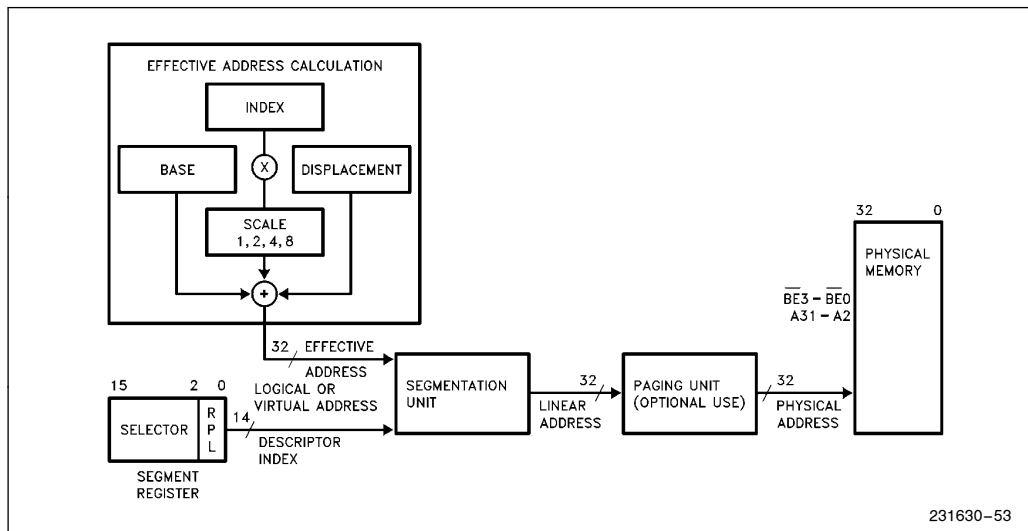 EFFECTIVE ADDRESS CALCULATION
INDEX
X
BASE
DISPLACEMENT
SCALE
1, 2, 4, 8
+
32
EFFECTIVE
ADDRESS
LOGICAL OR
VIRTUAL ADDRESS
15 2 0
SELECTOR
R
P
L
14
DESCRIPTOR
INDEX
SEGMENT
REGISTER
SEGMENTATION
UNIT
32
LINEAR
ADDRESS
PAGING UNIT
(OPTIONAL USE)
32
PHYSICAL
ADDRESS
32 0
PHYSICAL
MEMORY
B̅E̅3 – B̅E̅0
A31 – A2
231630–53